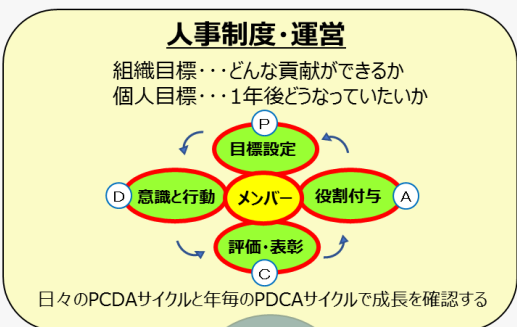 人事制度・運営
組織目標・・・どんな貢献ができるか
個人目標・・・1年後どうなっていたいか
P
目標設定
D 意識と行動 メンバー 役割付与 A
評価・表彰
C
日々のPCDAサイクルと年毎のPDCAサイクルで成長を確認する